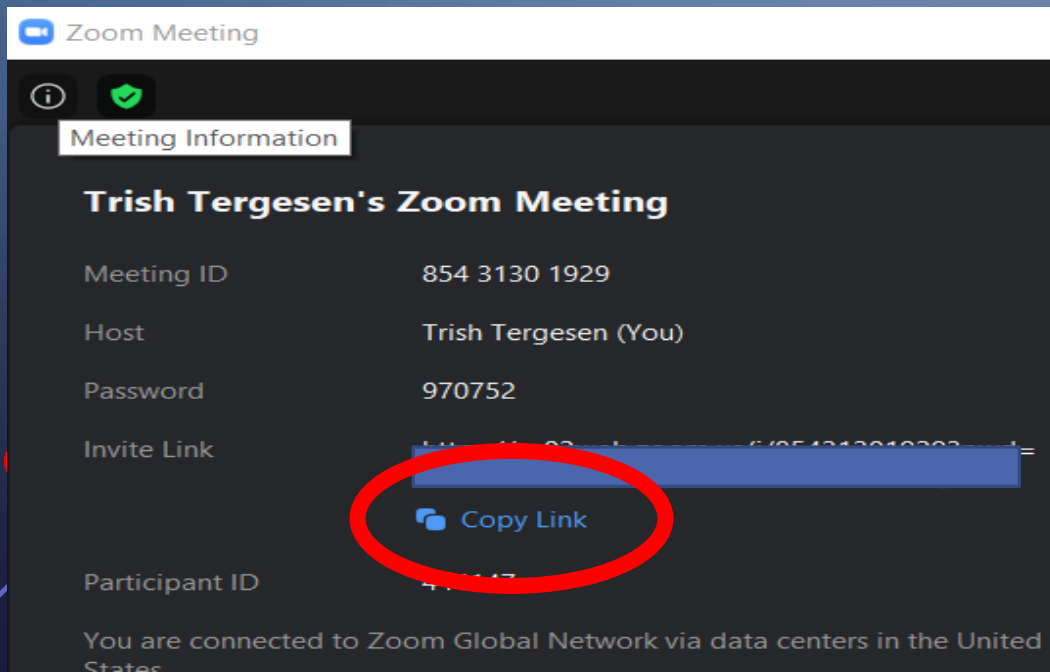 Zoom Meeting
Meeting Information
Trish Tergesen's Zoom Meeting
Meeting ID 854 3130 1929
Host Trish Tergesen (You)
Password 970752
Invite Link
Copy Link
Participant ID
You are connected to Zoom Global Network via data centers in the United
States